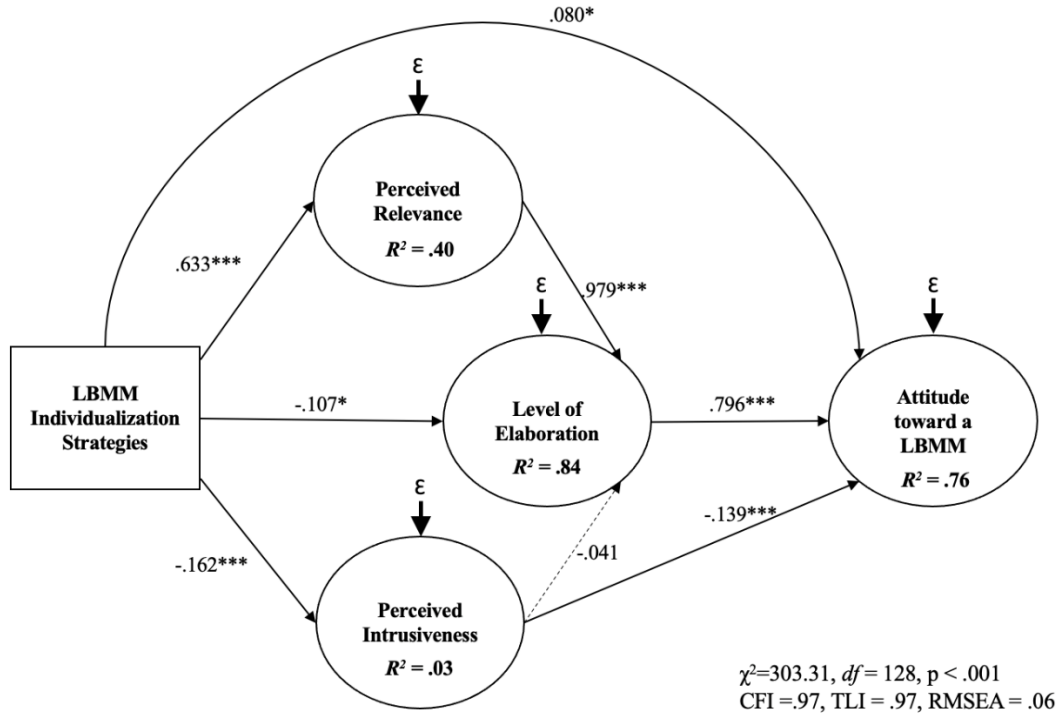 .080*
ε
Perceived
Relevance
R² = .40
.633***
.979***
ε
ε
LBMM
Individualization
Strategies
-.107*
Level of
Elaboration
R² = .84
.796***
Attitude
toward a
LBMM
R² = .76
ε
-.162***
-.041
-.139***
Perceived
Intrusiveness
R² = .03
χ²=303.31, df = 128, p < .001
CFI =.97, TLI = .97, RMSEA = .06